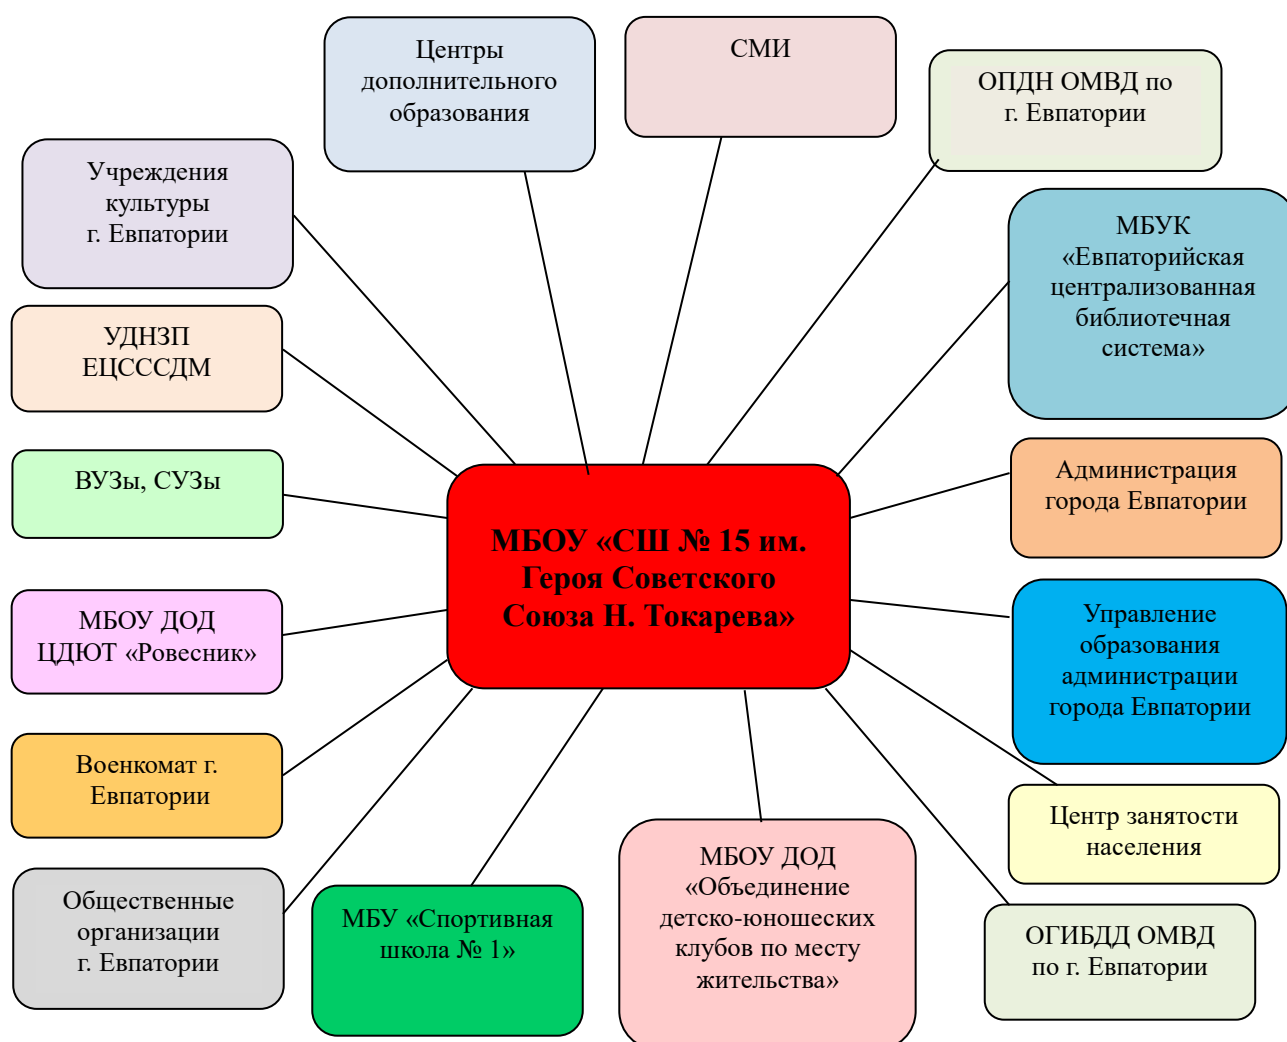 Центры
дополнительного
образования
СМИ
ОПДН ОМВД по
г. Евпатории
Учреждения
культуры
г. Евпатории
МБУК
«Евпаторийская
централизованная
библиотечная
система»
УДНЗП
ЕЦСССДМ
ВУЗы, СУЗы
Администрация
города Евпатории
МБОУ «СШ № 15 им.
Героя Советского
Союза Н. Токарева»
МБОУ ДОД
ЦДЮТ «Ровесник»
Управление
образования
администрации
города Евпатории
Военкомат г.
Евпатории
Центр занятости
населения
Общественные
организации
г. Евпатории
МБУ «Спортивная
школа № 1»
МБОУ ДОД
«Объединение
детско-юношеских
клубов по месту
жительства»
ОГИБДД ОМВД
по г. Евпатории